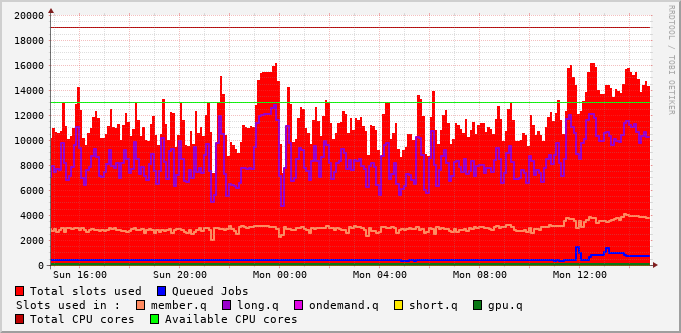 20000
18000
16000
14000
12000
10000
8000
6000
4000
2000
0
Sun 16:00 Sun 20:00 Mon 00:00 Mon 04:00 Mon 08:00 Mon 12:00
RRDTOOL / TOBI OETIKER
Total slots used Queued Jobs
Slots used in : member.q long.q ondemand.q short.q gpu.q
Total CPU cores Available CPU cores